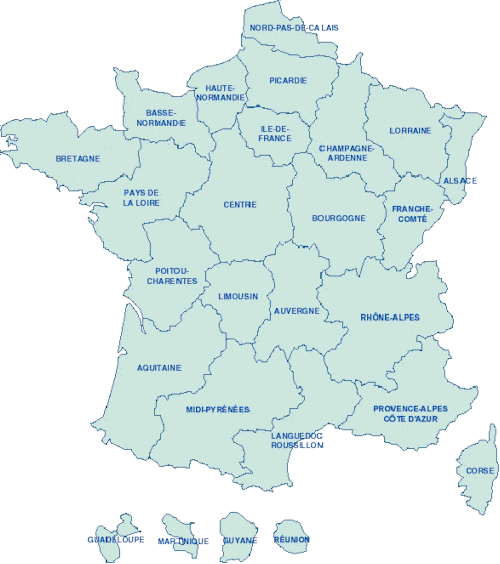 NORD-PAS-DE-CALAIS
PICARDIE
HAUTE-
NORMANDIE
BASSE-
NORMANDIE
ILE-DE-
FRANCE
LORRAINE
CHAMPAGNE-
ARDENNE
BRETAGNE
ALSACE
PAYS DE
LA LOIRE
CENTRE
BOURGOGNE
FRANCHE-
COMTÉ
POITOU-
CHARENTES
LIMOUSIN
AUVERGNE
RHÔNE-ALPES
AQUITAINE
MIDI-PYRÉNÉES
PROVENCE-ALPES
CÔTE D'AZUR
LANGUEDOC
ROUSSILLON
CORSE
GUADELOUPE
MARTINIQUE
GUYANE
RÉUNION